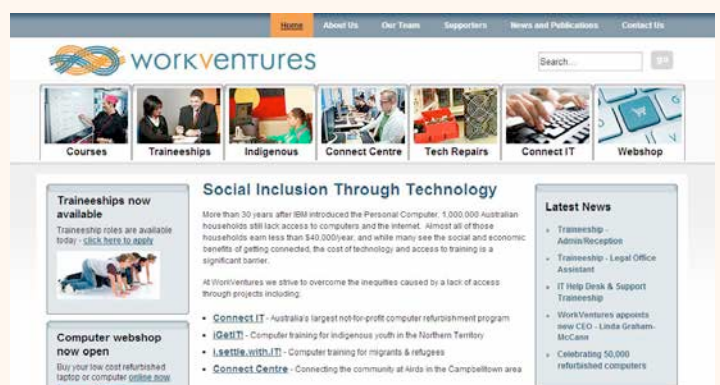 Home About Us Our Team Supporters News and Publications Contact Us
workventures
Search...
go
Courses Traineeships Indigenous Connect Centre Tech Repairs Connect IT Webshop
Traineeships now
available
Traineeship roles are available
today - click here to apply
Computer webshop
now open
Buy your low cost refurbished
laptop or computer online now
Social Inclusion Through Technology
More than 30 years after IBM introduced the Personal Computer, 1,000,000 Australian
households still lack access to computers and the internet. Almost all of those
households earn less than $40,000/year, and while many see the social and economic
benefits of getting connected, the cost of technology and access to training is a
significant barrier.
At WorkVentures we strive to overcome the inequities caused by a lack of access
through projects including:
• Connect IT - Australia's largest not-for-profit computer refurbishment program
• iGetIT! - Computer training for indigenous youth in the Northern Territory
• i.settle.with.IT! - Computer training for migrants & refugees
• Connect Centre - Connecting the community at Airds in the Campbelltown area
Latest News
» Traineeship -
Admin/Reception
» Traineeship - Legal Office
Assistant
» IT Help Desk & Support
Traineeship
» WorkVentures appoints
new CEO - Linda Graham-
McCann
» Celebrating 50,000
refurbished computers